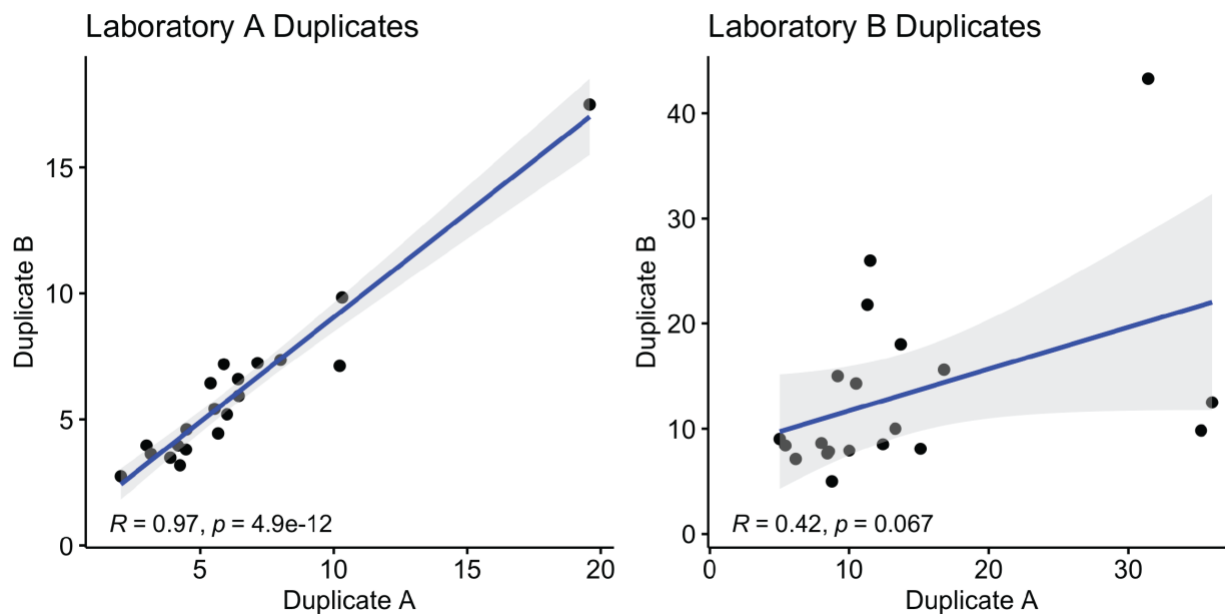 Laboratory A Duplicates
15
10
5
0
Duplicate B
R = 0.97, p = 4.9e-12
5
10
15
20
Duplicate A
Laboratory B Duplicates
40
30
20
10
0
Duplicate B
R = 0.42, p = 0.067
0
10
20
30
Duplicate A